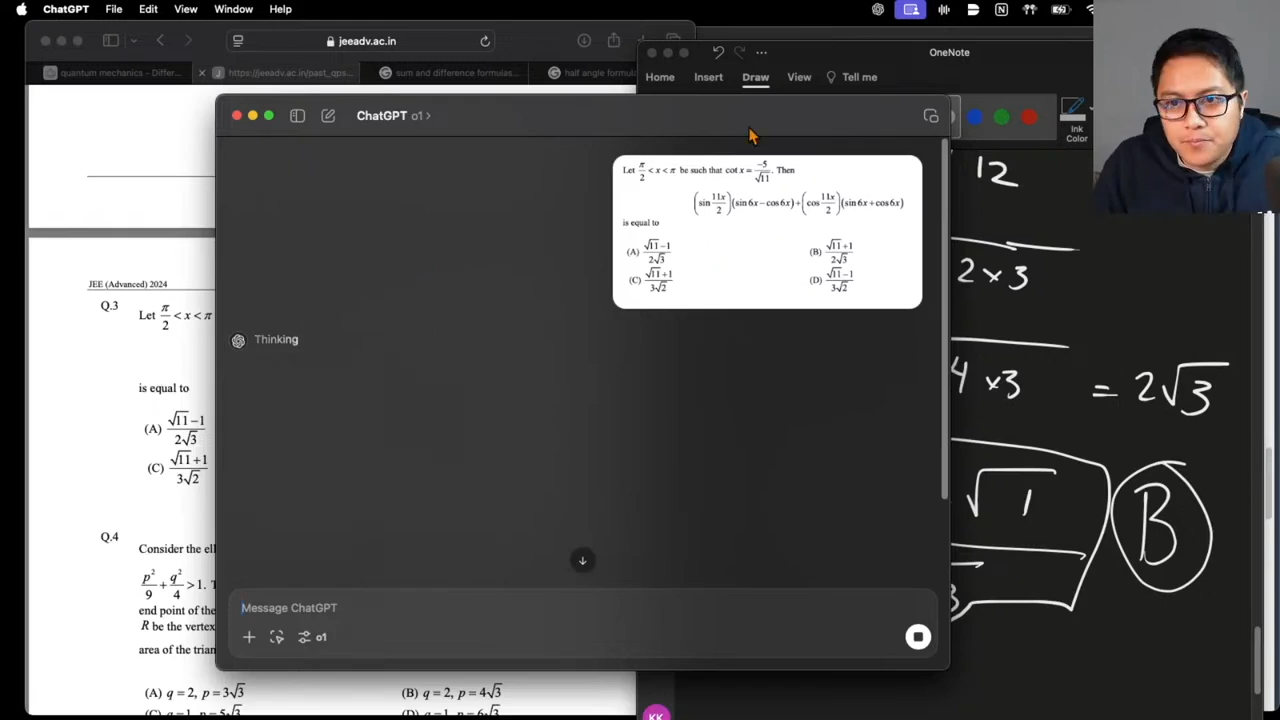 ChatGPT File Edit View Window Help
jeeadv.ac.in
quantum mechanics - Differ...
https://jeeadv.ac.in/past_qps...
sum and difference formulas...
half angle formul
OneNote
Home Insert Draw View Tell me
Ink
Color
ChatGPT o1 >
Let π/2 < x < π be such that cot x = -5/√11. Then
(sin 11x/2)(sin 6x − cos 6x) + (cos 11x/2)(sin 6x + cos 6x)
is equal to
(A) √11−1/2√3
(B) √11+1/2√3
(C) √11+1/3√2
(D) √11−1/3√2
Thinking
Message ChatGPT
o1
JEE (Advanced) 2024
Q.3 Let π/2 < x < π
is equal to
(A) √11−1/2√3
(C) √11+1/3√2
Q.4 Consider the ell
p²/9 + q²/4 > 1. T
end point of the
R be the vertex
area of the trian
(A) q = 2, p = 3√3
(B) q = 2, p = 4√3
12
2 × 3
4 × 3 = 2√3
√1
3
B
KK